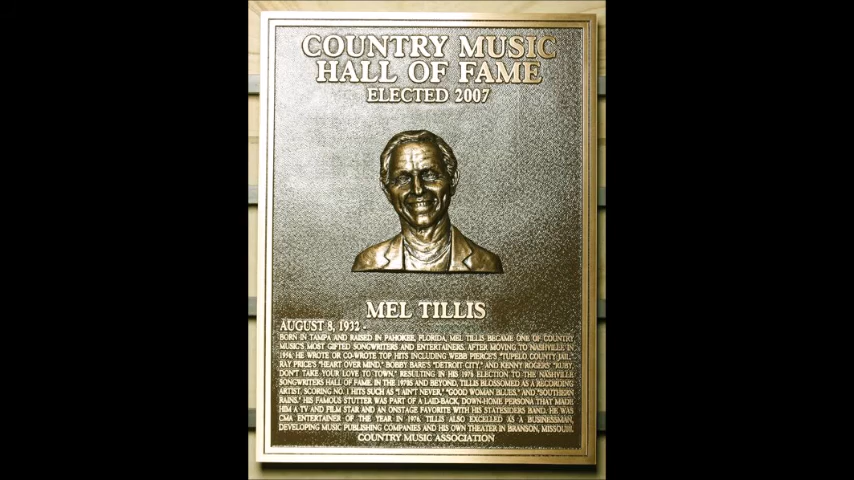 COUNTRY MUSIC
HALL OF FAME
ELECTED 2007
MEL TILLIS
AUGUST 8, 1932 -
BORN IN TAMPA AND RAISED IN PAHOKEE, FLORIDA, MEL TILLIS BECAME ONE OF COUNTRY
MUSIC'S MOST GIFTED SONGWRITERS AND ENTERTAINERS. AFTER MOVING TO NASHVILLE IN
1956, HE WROTE OR CO-WROTE TOP HITS INCLUDING WEBB PIERCE'S "TUPELO COUNTY JAIL,"
RAY PRICE'S "HEART OVER MIND," BOBBY BARE'S "DETROIT CITY," AND KENNY ROGERS' "RUBY,
DON'T TAKE YOUR LOVE TO TOWN," RESULTING IN HIS 1976 ELECTION TO THE NASHVILLE
SONGWRITERS HALL OF FAME. IN THE 1970S AND BEYOND, TILLIS BLOSSOMED AS A RECORDING
ARTIST, SCORING NO. 1 HITS SUCH AS "I AIN'T NEVER," "GOOD WOMAN BLUES," AND "SOUTHERN
RAINS." HIS FAMOUS STUTTER WAS PART OF A LAID-BACK, DOWN-HOME PERSONA THAT MADE
HIM A TV AND FILM STAR AND AN ONSTAGE FAVORITE WITH HIS STATESIDERS BAND. HE WAS
CMA ENTERTAINER OF THE YEAR IN 1976. TILLIS ALSO EXCELLED AS A BUSINESSMAN,
DEVELOPING MUSIC PUBLISHING COMPANIES AND HIS OWN THEATER IN BRANSON, MISSOURI.
COUNTRY MUSIC ASSOCIATION